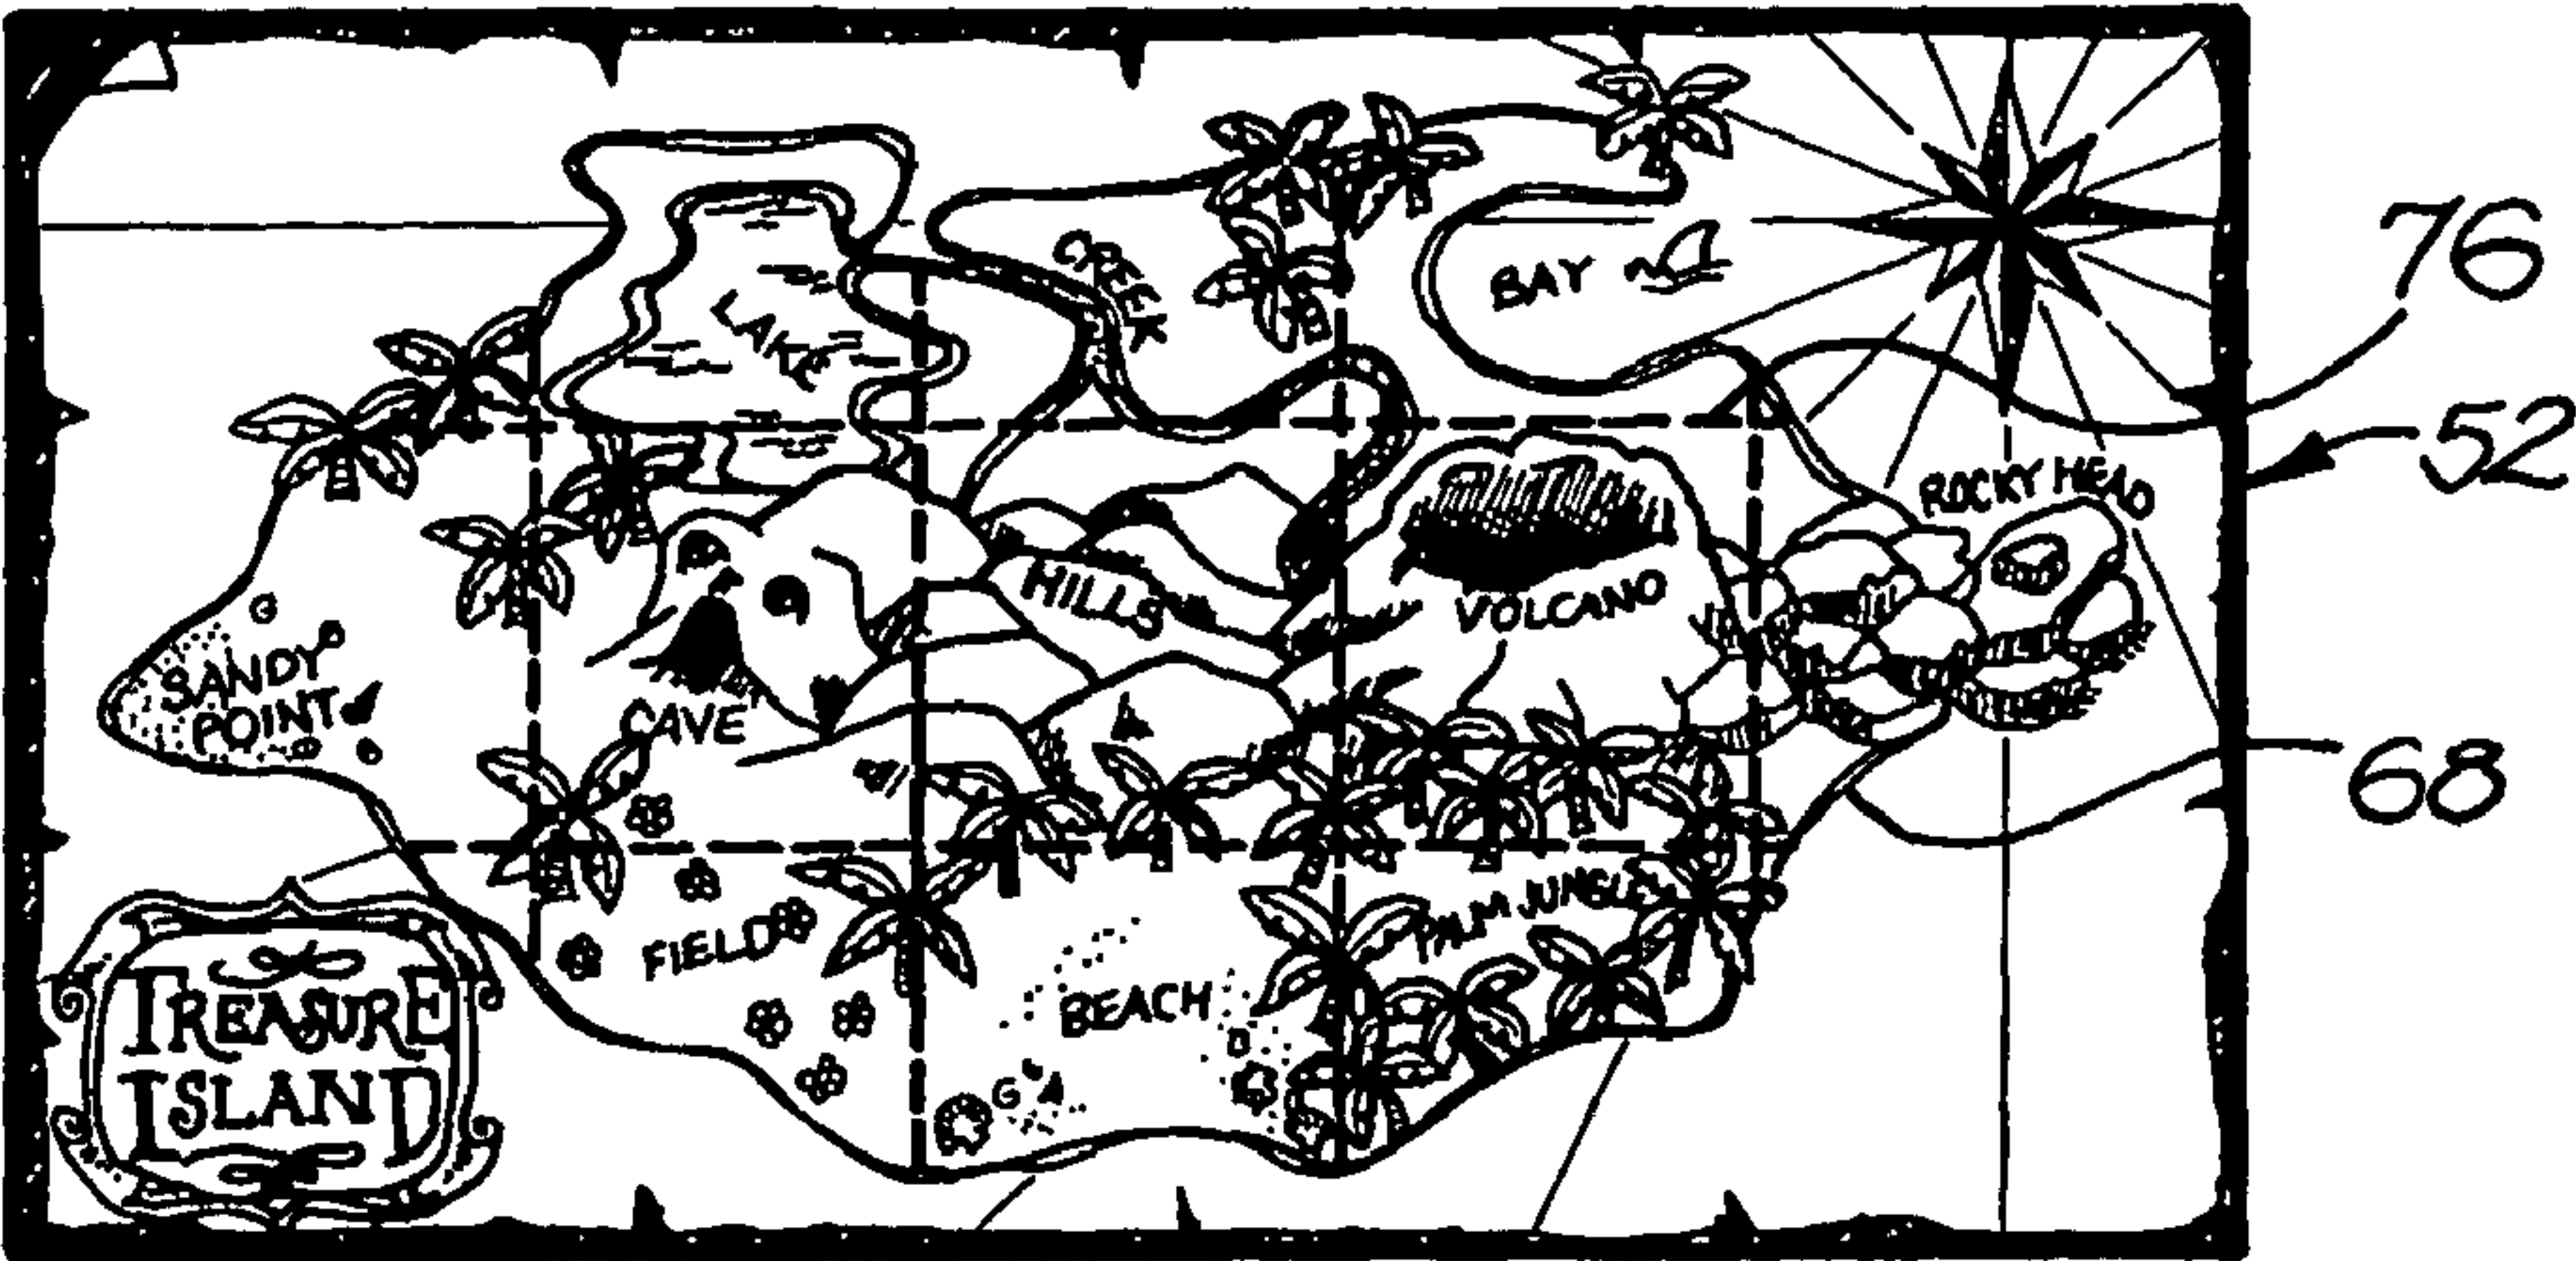 CREEK
BAY
76
LAKE
52
ROCKY HEAD
HILLS
VOLCANO
SANDY
POINT
CAVE
68
PALM JUNGLE
FIELD
BEACH
TREASURE
ISLAND